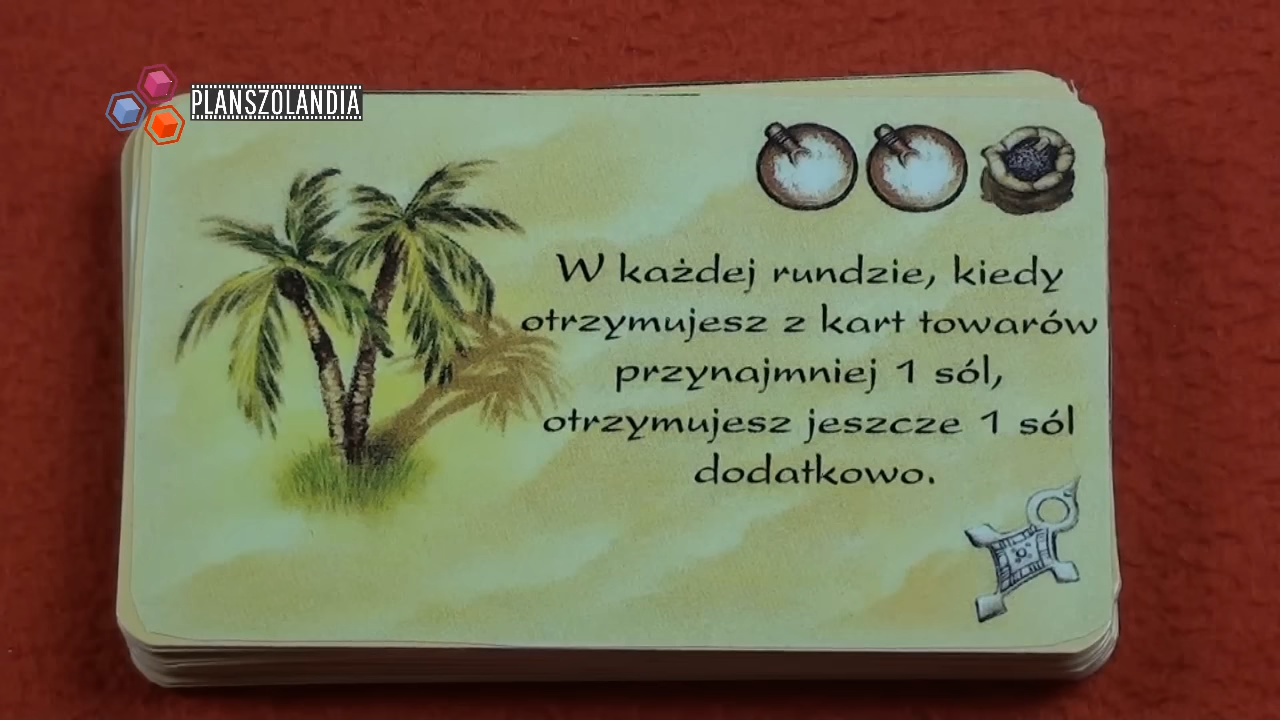 PLANSZOLANDIA
W każdej rundzie, kiedy
otrzymujesz z kart towarów
przynajmniej 1 sól,
otrzymujesz jeszcze 1 sól
dodatkowo.